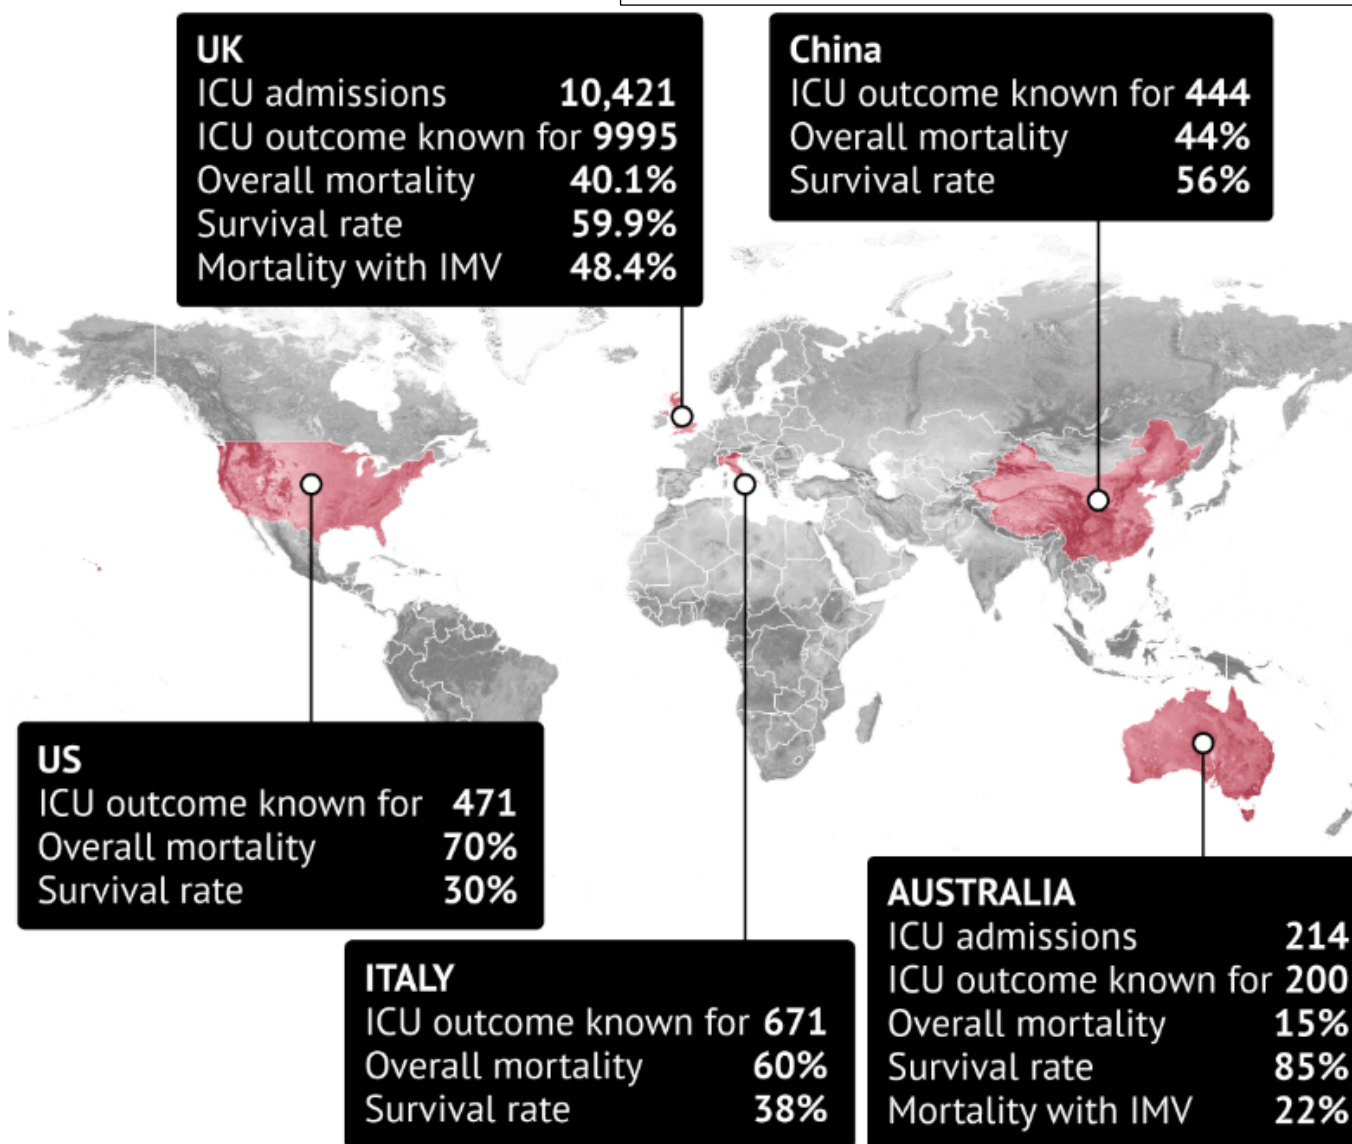 UK
ICU admissions 10,421
ICU outcome known for 9995
Overall mortality 40.1%
Survival rate 59.9%
Mortality with IMV 48.4%
China
ICU outcome known for 444
Overall mortality 44%
Survival rate 56%
US
ICU outcome known for 471
Overall mortality 70%
Survival rate 30%
ITALY
ICU outcome known for 671
Overall mortality 60%
Survival rate 38%
AUSTRALIA
ICU admissions 214
ICU outcome known for 200
Overall mortality 15%
Survival rate 85%
Mortality with IMV 22%